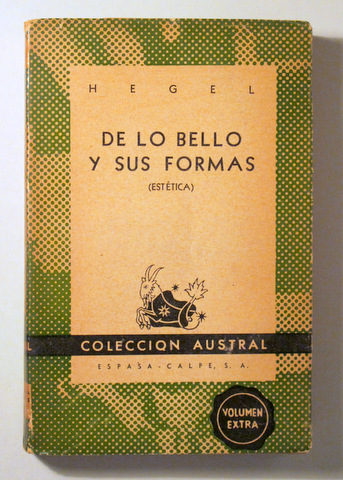 HEGEL
DE LO BELLO
Y SUS FORMAS
(ESTÉTICA)
COLECCION AUSTRAL
ESPASA-CALPE, S. A.
VOLUMEN
EXTRA